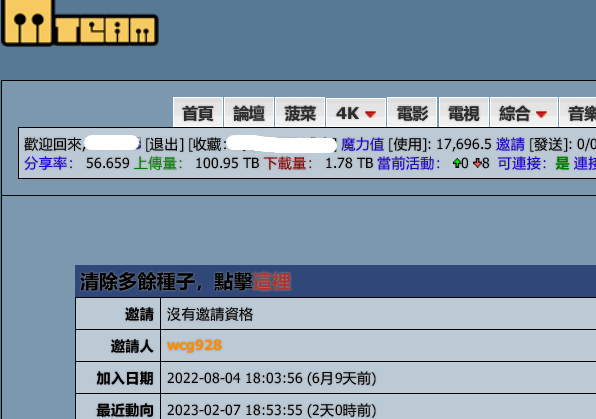 mTEAM
首頁 論壇 菠菜 4K 電影 電視 綜合 音樂
歡迎回來, [退出] [收藏: ] 魔力值 [使用]: 17,696.5 邀請 [發送]: 0/0
分享率： 56.659 上傳量： 100.95 TB 下載量： 1.78 TB 當前活動： 0 8 可連接： 是 連接
清除多餘種子，點擊這裡
邀請 沒有邀請資格
邀請人 wcg928
加入日期 2022-08-04 18:03:56 (6月9天前)
最近動向 2023-02-07 18:53:55 (2天0時前)